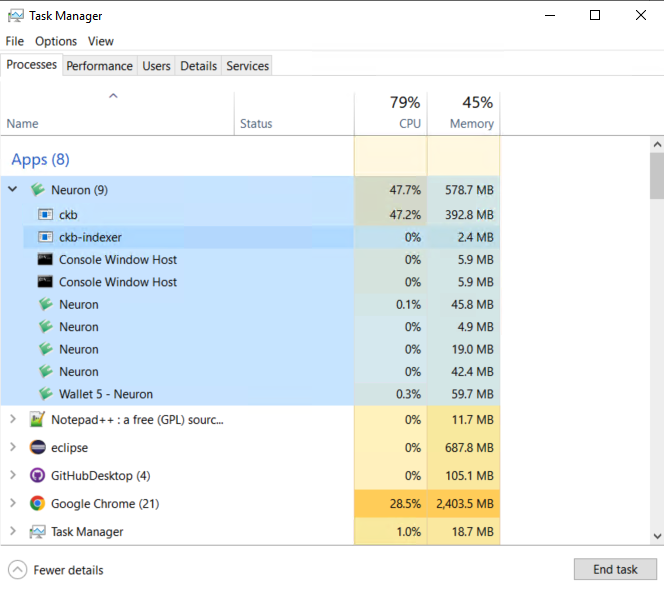 Task Manager
File Options View
Processes Performance Users Details Services
79% 45%
Name Status CPU Memory
Apps (8)
Neuron (9) 47.7% 578.7 MB
ckb 47.2% 392.8 MB
ckb-indexer 0% 2.4 MB
Console Window Host 0% 5.9 MB
Console Window Host 0% 5.9 MB
Neuron 0.1% 45.8 MB
Neuron 0% 4.9 MB
Neuron 0% 19.0 MB
Neuron 0% 42.4 MB
Wallet 5 - Neuron 0.3% 59.7 MB
Notepad++ : a free (GPL) sourc... 0% 11.7 MB
eclipse 0% 687.8 MB
GitHubDesktop (4) 0% 105.1 MB
Google Chrome (21) 28.5% 2,403.5 MB
Task Manager 1.0% 18.7 MB
Fewer details End task